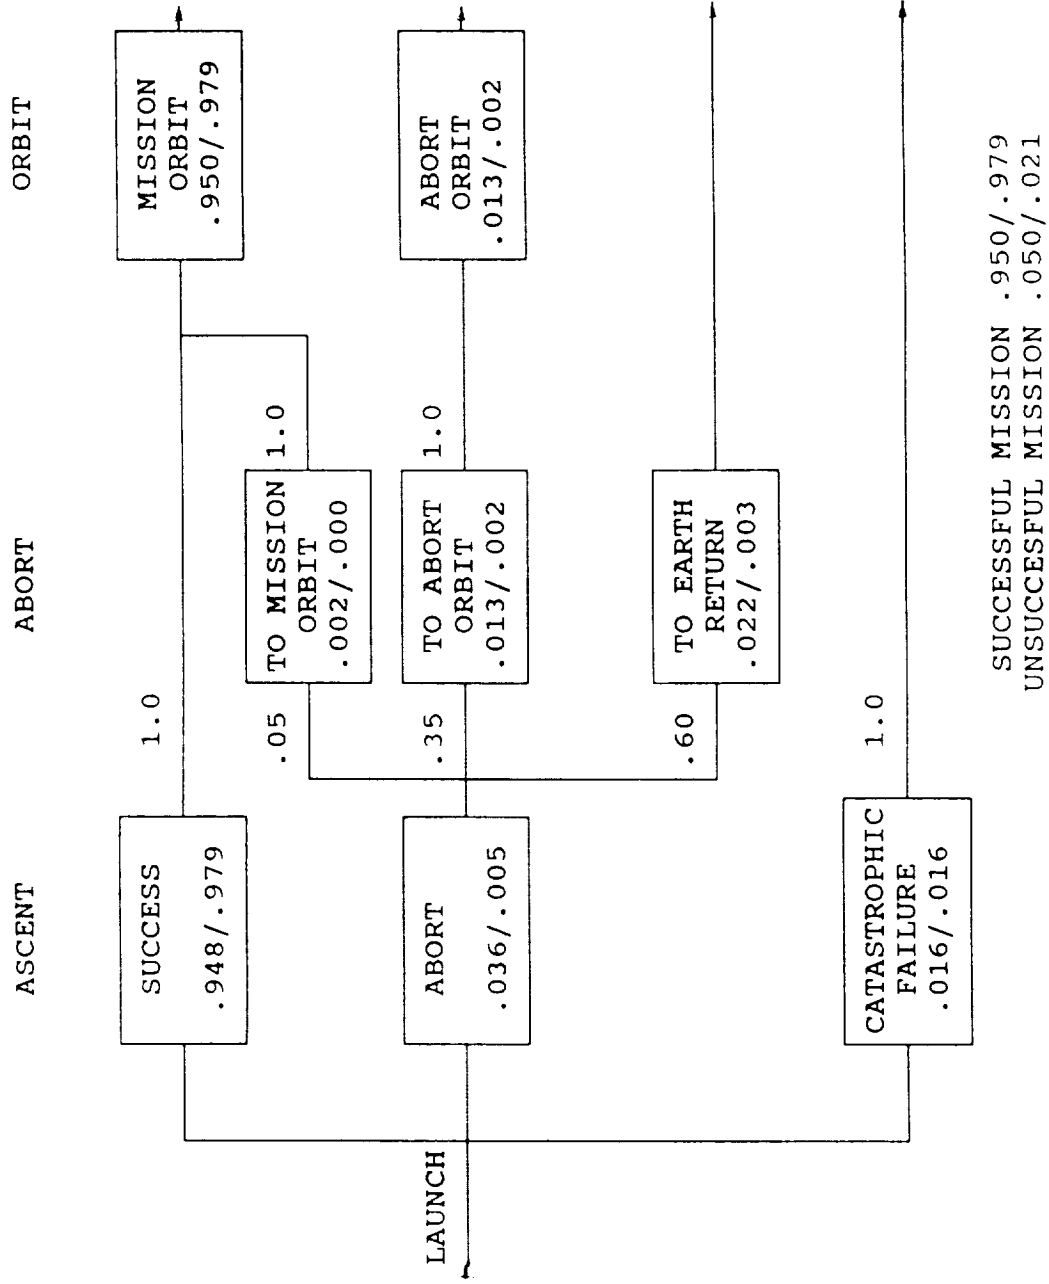 ASCENT
ABORT
ORBIT
SUCCESS
.948/.979
1.0
MISSION
ORBIT
.950/.979
.05
TO MISSION
ORBIT
.002/.000
1.0
LAUNCH
ABORT
.036/.005
.35
TO ABORT
ORBIT
.013/.002
1.0
ABORT
ORBIT
.013/.002
.60
TO EARTH
RETURN
.022/.003
CATASTROPHIC
FAILURE
.016/.016
1.0
SUCCESSFUL MISSION .950/.979
UNSUCCESFUL MISSION .050/.021